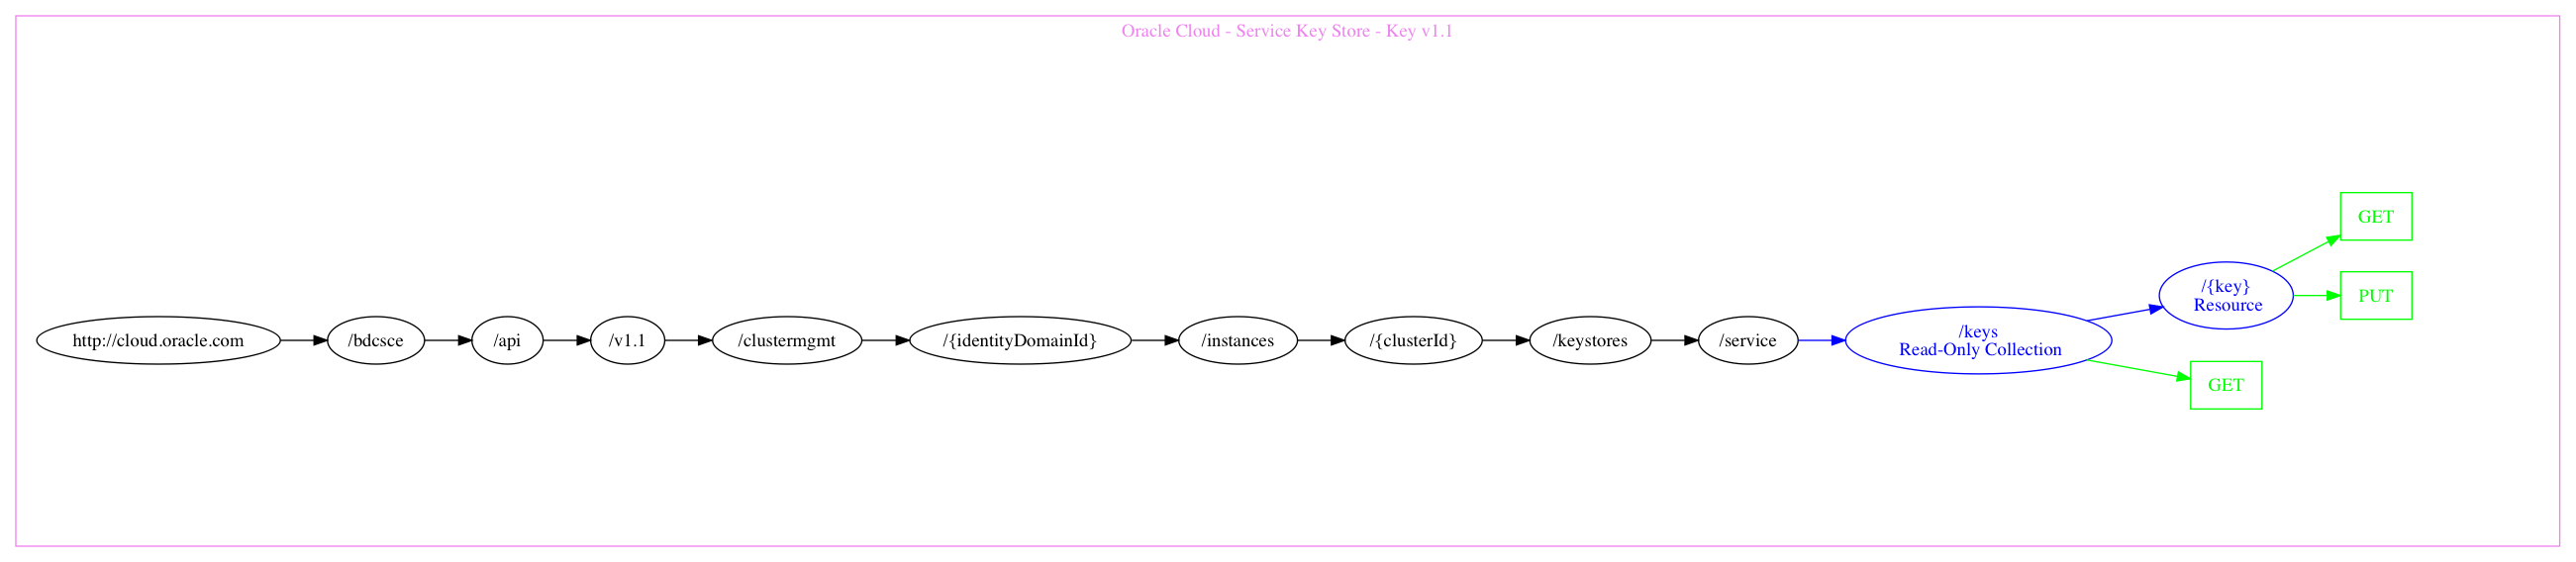 Oracle Cloud - Service Key Store - Key v1.1
http://cloud.oracle.com
/bdcsce
/api
/v1.1
/clustermgmt
/{identityDomainId}
/instances
/{clusterId}
/keystores
/service
/keys
Read-Only Collection
/{key}
Resource
GET
PUT
GET